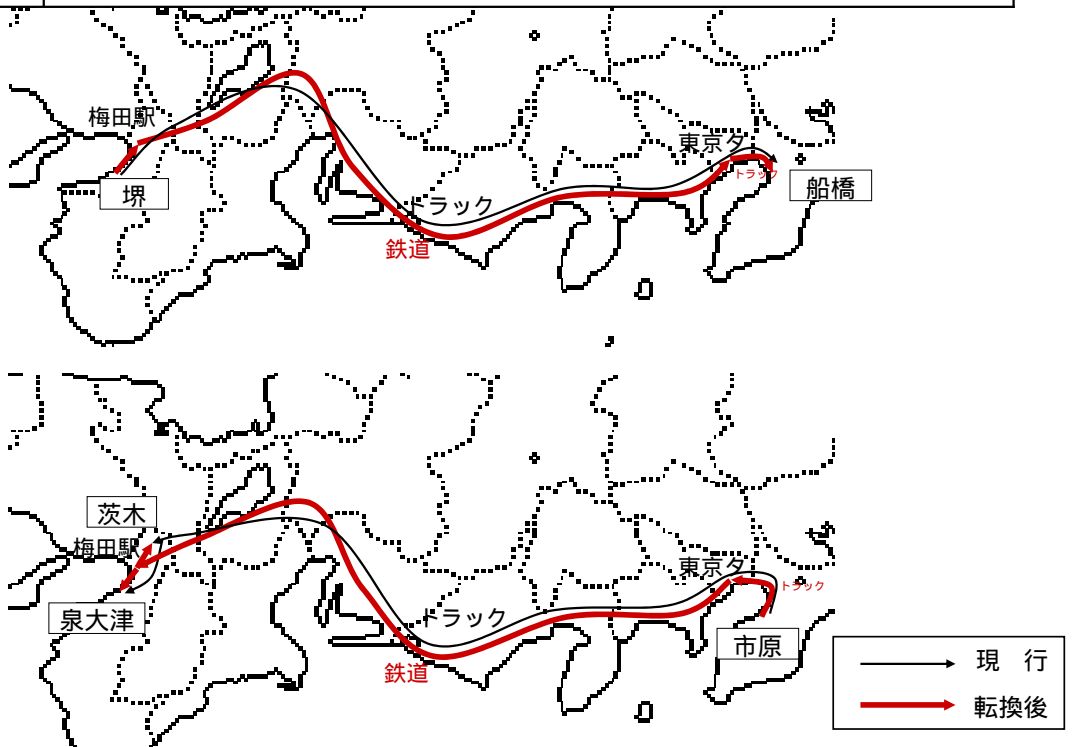 梅田駅
堺
東京タ
トラック
船橋
トラック
鉄道
茨木
梅田駅
泉大津
東京タ
トラック
トラック
市原
鉄道
現 行
転換後